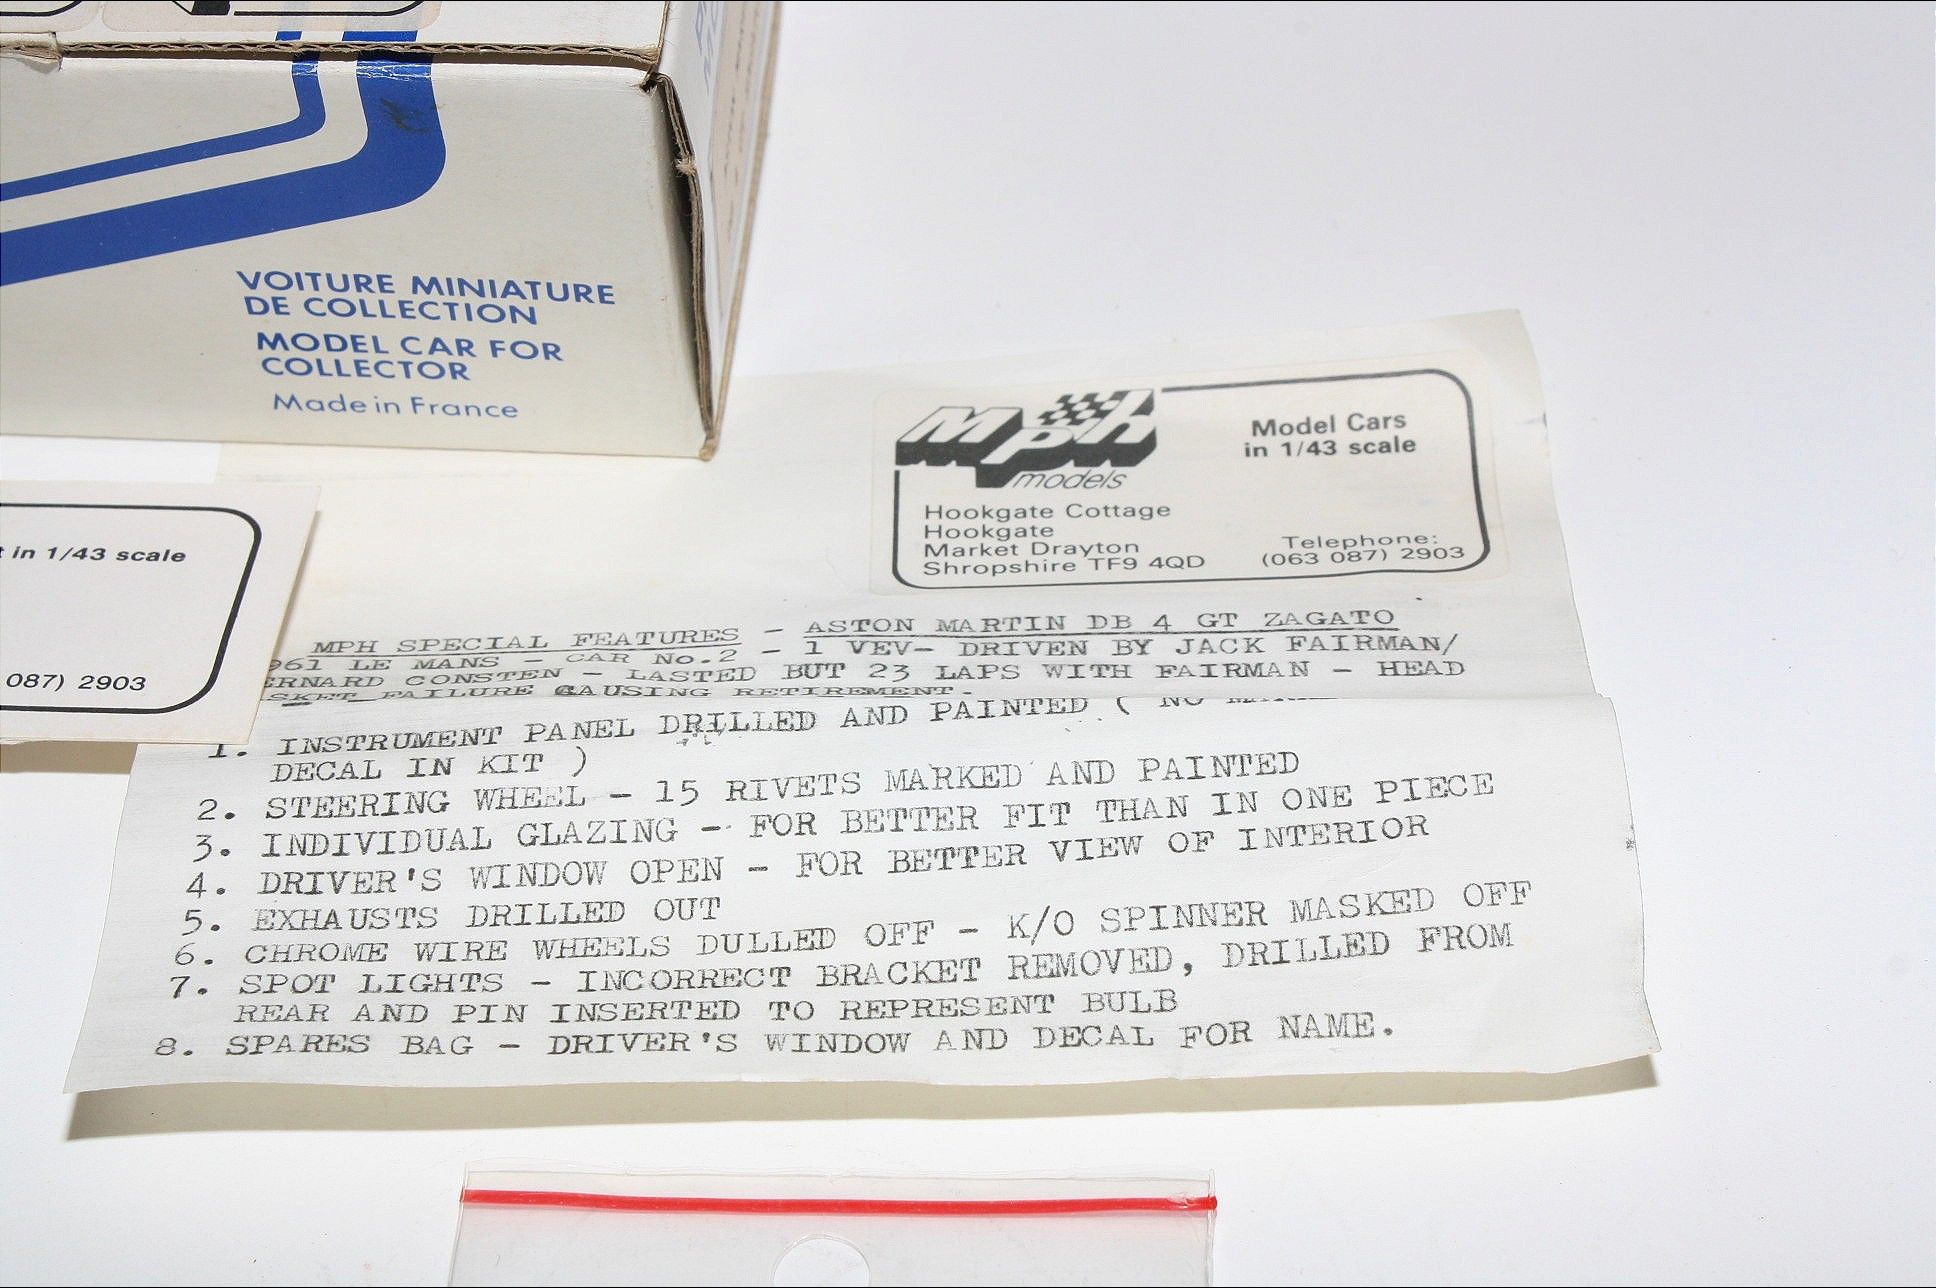 VOITURE MINIATURE
DE COLLECTION
MODEL CAR FOR
COLLECTOR
Made in France
in 1/43 scale
087) 2903
MPH
models
Model Cars
in 1/43 scale
Hookgate Cottage
Hookgate
Market Drayton
Shropshire TF9 4QD
Telephone:
(063 087) 2903
MPH SPECIAL FEATURES - ASTON MARTIN DB 4 GT ZAGATO
961 LE MANS - CAR No.2 - 1 VEV- DRIVEN BY JACK FAIRMAN/
ERNARD CONSTEN - LASTED BUT 23 LAPS WITH FAIRMAN - HEAD
SKET FAILURE CAUSING RETIREMENT.
1. INSTRUMENT PANEL DRILLED AND PAINTED ( NO
DECAL IN KIT )
2. STEERING WHEEL - 15 RIVETS MARKED AND PAINTED
3. INDIVIDUAL GLAZING - FOR BETTER FIT THAN IN ONE PIECE
4. DRIVER'S WINDOW OPEN - FOR BETTER VIEW OF INTERIOR
5. EXHAUSTS DRILLED OUT
6. CHROME WIRE WHEELS DULLED OFF - K/O SPINNER MASKED OFF
7. SPOT LIGHTS - INCORRECT BRACKET REMOVED, DRILLED FROM
REAR AND PIN INSERTED TO REPRESENT BULB
8. SPARES BAG - DRIVER'S WINDOW AND DECAL FOR NAME.